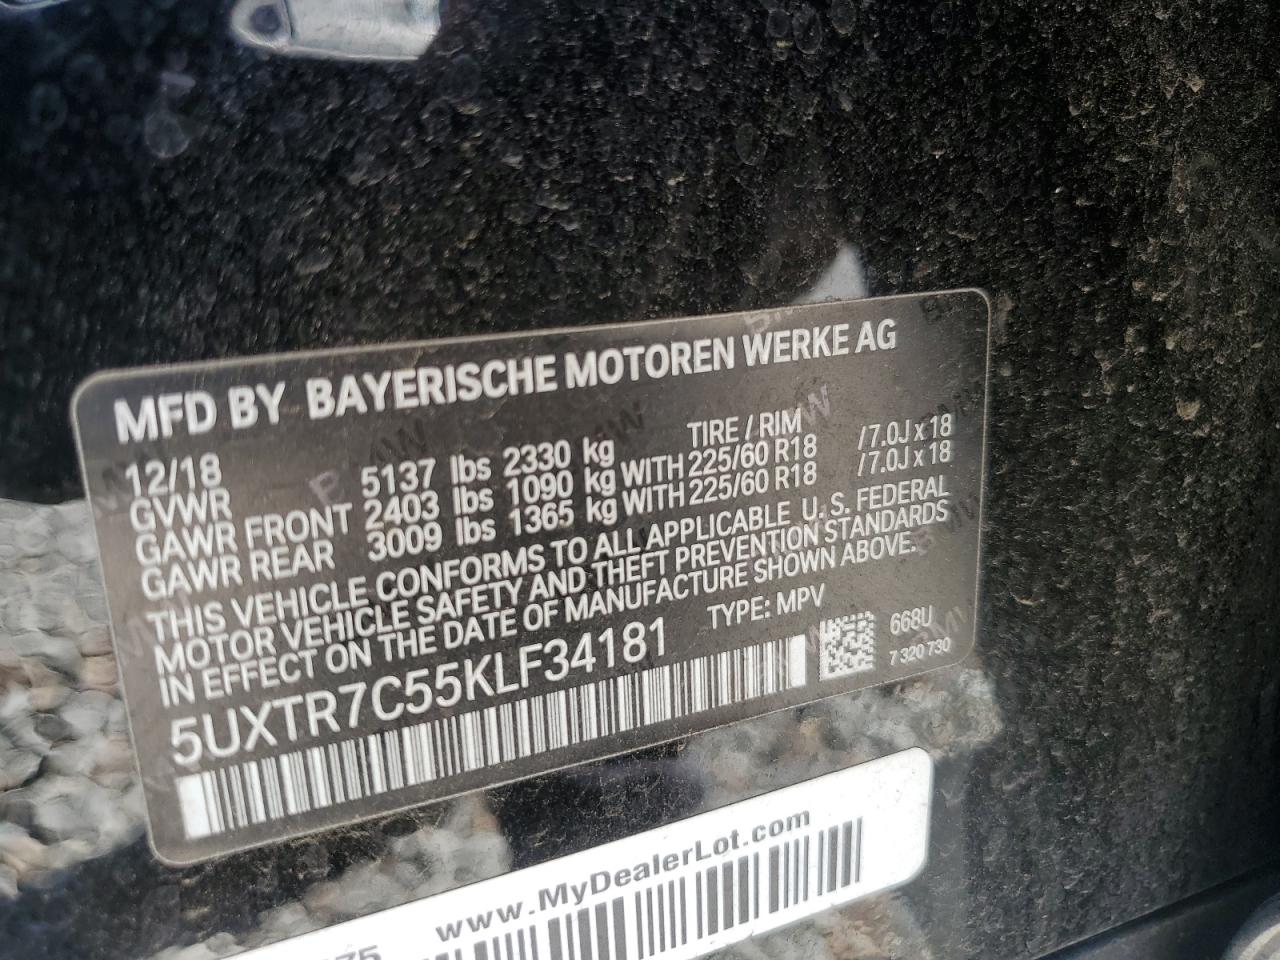 MFD BY BAYERISCHE MOTOREN WERKE AG
12/18 TIRE / RIM
GVWR 5137 lbs 2330 kg
GAWR FRONT 2403 lbs 1090 kg WITH 225/60 R18 /7.0J x 18
GAWR REAR 3009 lbs 1365 kg WITH 225/60 R18 /7.0J x 18
THIS VEHICLE CONFORMS TO ALL APPLICABLE U. S. FEDERAL
MOTOR VEHICLE SAFETY AND THEFT PREVENTION STANDARDS
IN EFFECT ON THE DATE OF MANUFACTURE SHOWN ABOVE.
5UXTR7C55KLF34181 TYPE: MPV
668U
7 320 730
www.MyDealerLot.com